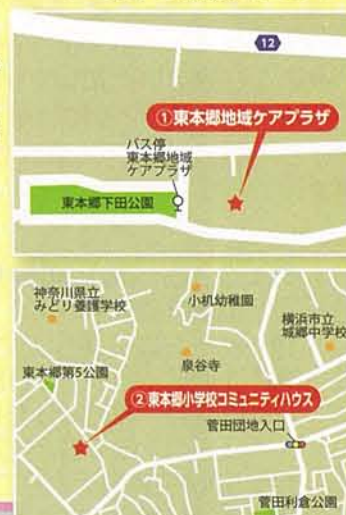 12
①東本郷地域ケアプラザ
バス停
東本郷地域
ケアプラザ
東本郷下田公園
神奈川県立
みどり養護学校
小机幼稚園
横浜市立
城郷中学校
東本郷第5公園
泉谷寺
②東本郷小学校コミュニティハウス
菅田団地入口
菅田利倉公園